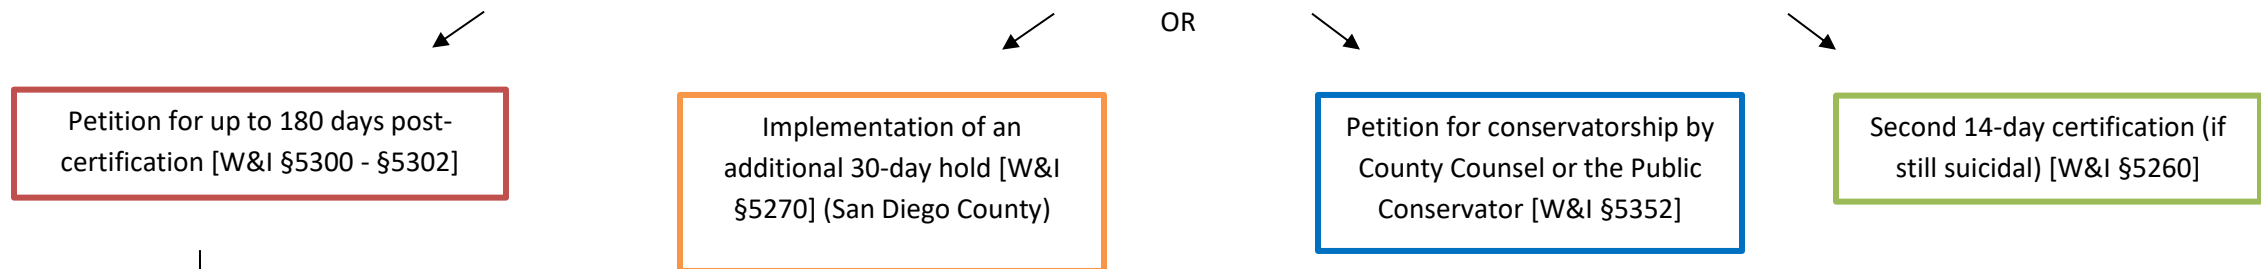 OR
Petition for up to 180 days post-
certification [W&I §5300 - §5302]
Implementation of an
additional 30-day hold [W&I
§5270] (San Diego County)
Petition for conservatorship by
County Counsel or the Public
Conservator [W&I §5352]
Second 14-day certification (if
still suicidal) [W&I §5260]